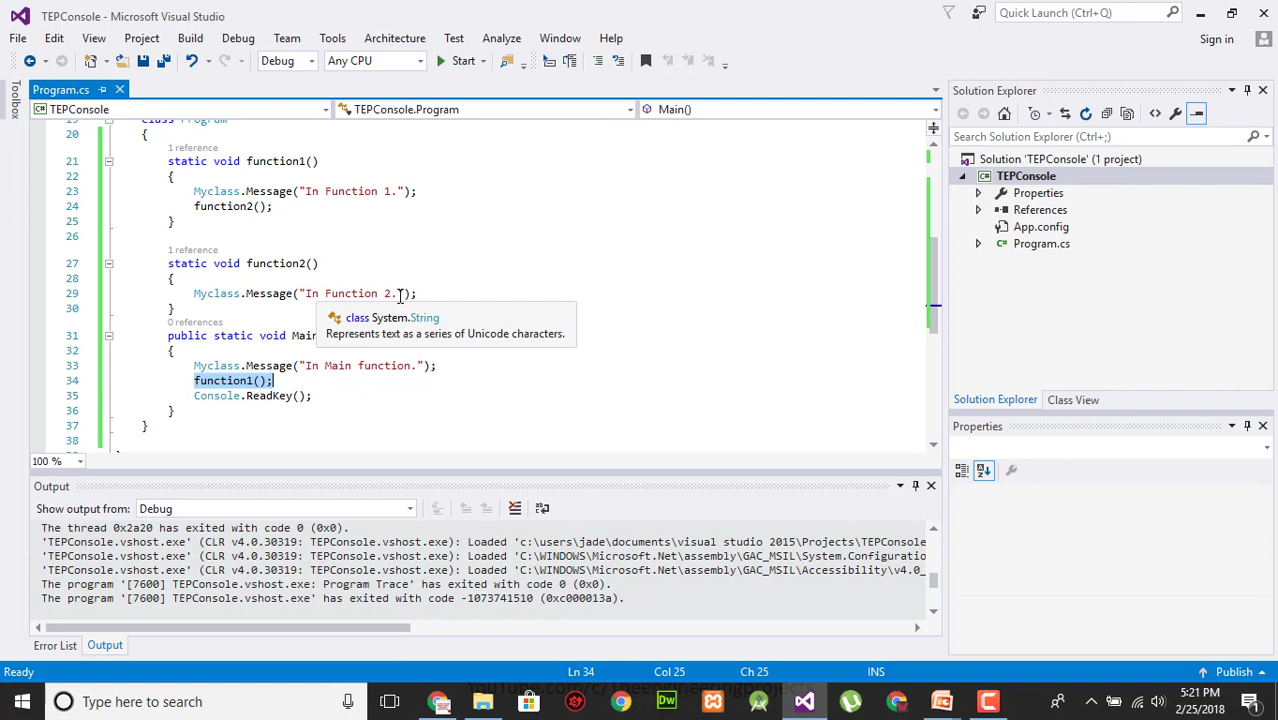 TEPConsole - Microsoft Visual Studio
Quick Launch (Ctrl+Q)
File Edit View Project Build Debug Team Tools Architecture Test Analyze Window Help
Sign in
Debug Any CPU Start
Toolbox
Program.cs
TEPConsole TEPConsole.Program Main()
20 {
1 reference
21 static void function1()
22 {
23 Myclass.Message("In Function 1.");
24 function2();
25 }
26
1 reference
27 static void function2()
28 {
29 Myclass.Message("In Function 2.");
30 }
class System.String
Represents text as a series of Unicode characters.
0 references
31 public static void Main
32 {
33 Myclass.Message("In Main function.");
34 function1();
35 Console.ReadKey();
36 }
37 }
38
100 %
Solution Explorer
Search Solution Explorer (Ctrl+;)
Solution 'TEPConsole' (1 project)
TEPConsole
Properties
References
App.config
Program.cs
Solution Explorer Class View
Properties
Output
Show output from: Debug
The thread 0x2a20 has exited with code 0 (0x0).
'TEPConsole.vshost.exe' (CLR v4.0.30319: TEPConsole.vshost.exe): Loaded 'c:\users\jade\documents\visual studio 2015\Projects\TEPConsole
'TEPConsole.vshost.exe' (CLR v4.0.30319: TEPConsole.vshost.exe): Loaded 'C:\WINDOWS\Microsoft.Net\assembly\GAC_MSIL\System.Configuratio
'TEPConsole.vshost.exe' (CLR v4.0.30319: TEPConsole.vshost.exe): Loaded 'C:\WINDOWS\Microsoft.Net\assembly\GAC_MSIL\Accessibility\v4.0_
The program '[7600] TEPConsole.vshost.exe: Program Trace' has exited with code 0 (0x0).
The program '[7600] TEPConsole.vshost.exe' has exited with code -1073741510 (0xc000013a).
Error List Output
Ready Ln 34 Col 25 Ch 25 INS Publish
Type here to search
5:21 PM
2/25/2018